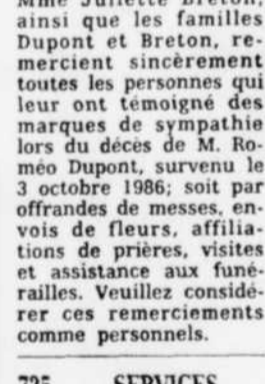 Mme Juliette Breton,
ainsi que les familles
Dupont et Breton, re-
mercient sincèrement
toutes les personnes qui
leur ont témoigné des
marques de sympathie
lors du décès de M. Ro-
méo Dupont, survenu le
3 octobre 1986; soit par
offrandes de messes, en-
vois de fleurs, affilia-
tions de prières, visites
et assistance aux funé-
railles. Veuillez considé-
rer ces remerciements
comme personnels.
725 SERVICES